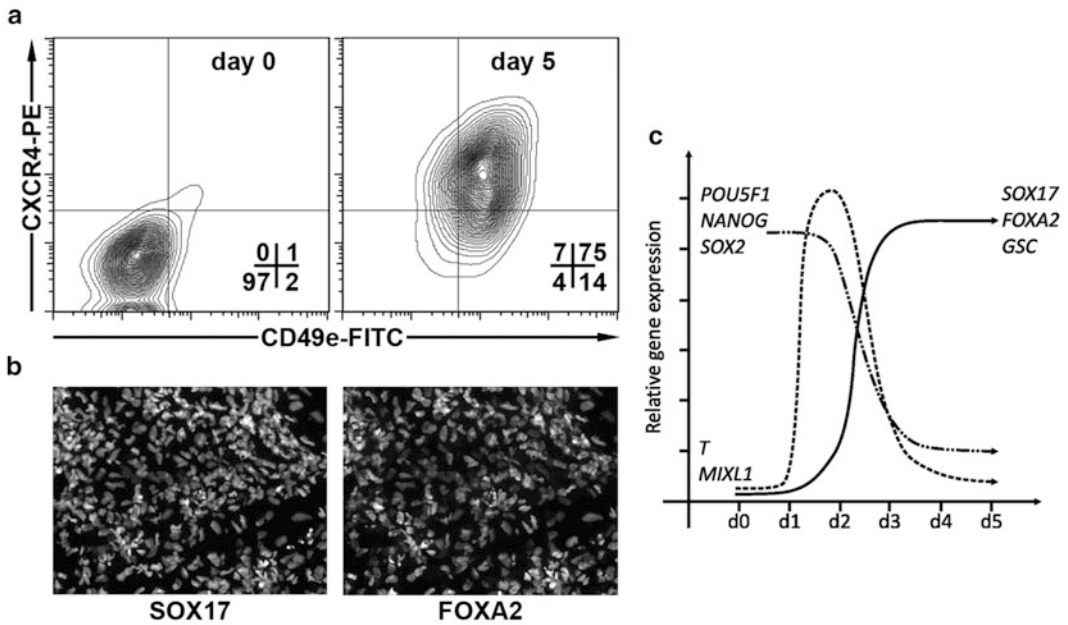 a
day 0
day 5
CXCR4-PE
0 1
97 2
7 75
4 14
CD49e-FITC
b
SOX17
FOXA2
c
Relative gene expression
POU5F1
NANOG
SOX2
SOX17
FOXA2
GSC
T
MIXL1
d0 d1 d2 d3 d4 d5